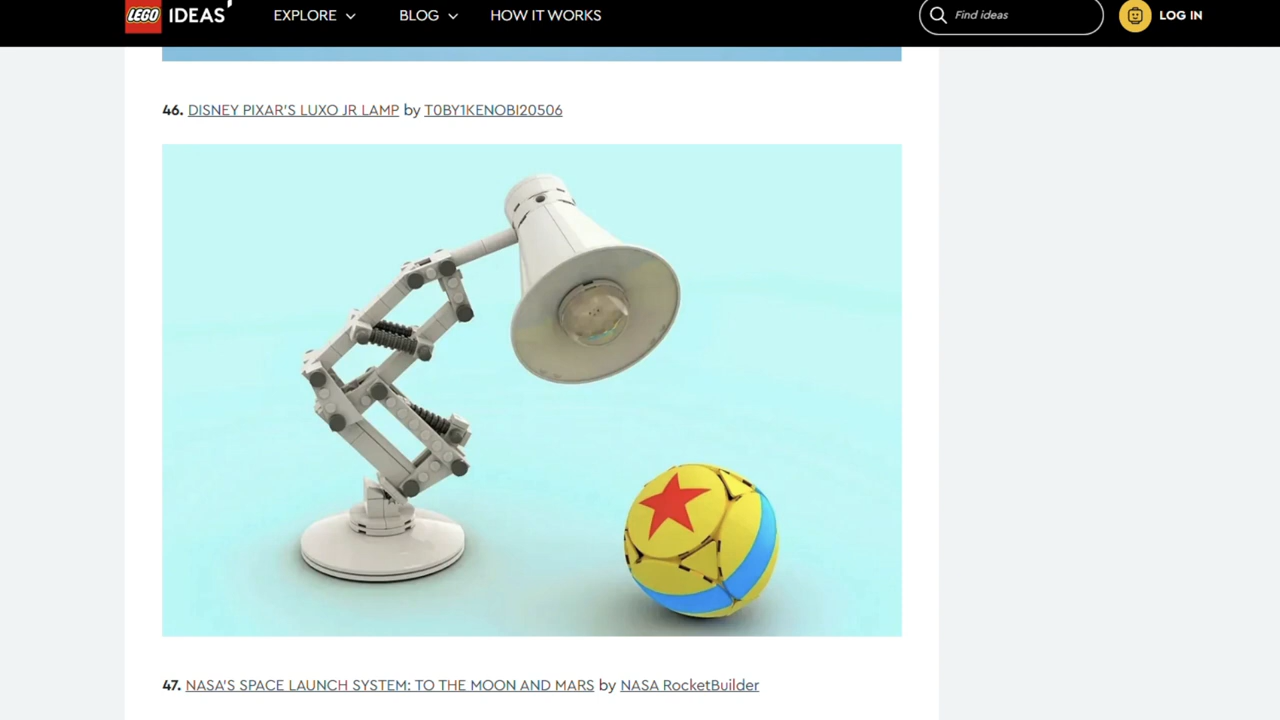 LEGO IDEAS EXPLORE BLOG HOW IT WORKS Find ideas LOG IN
46. DISNEY PIXAR'S LUXO JR LAMP by T0BY1KENOBI20506
47. NASA'S SPACE LAUNCH SYSTEM: TO THE MOON AND MARS by NASA RocketBuilder